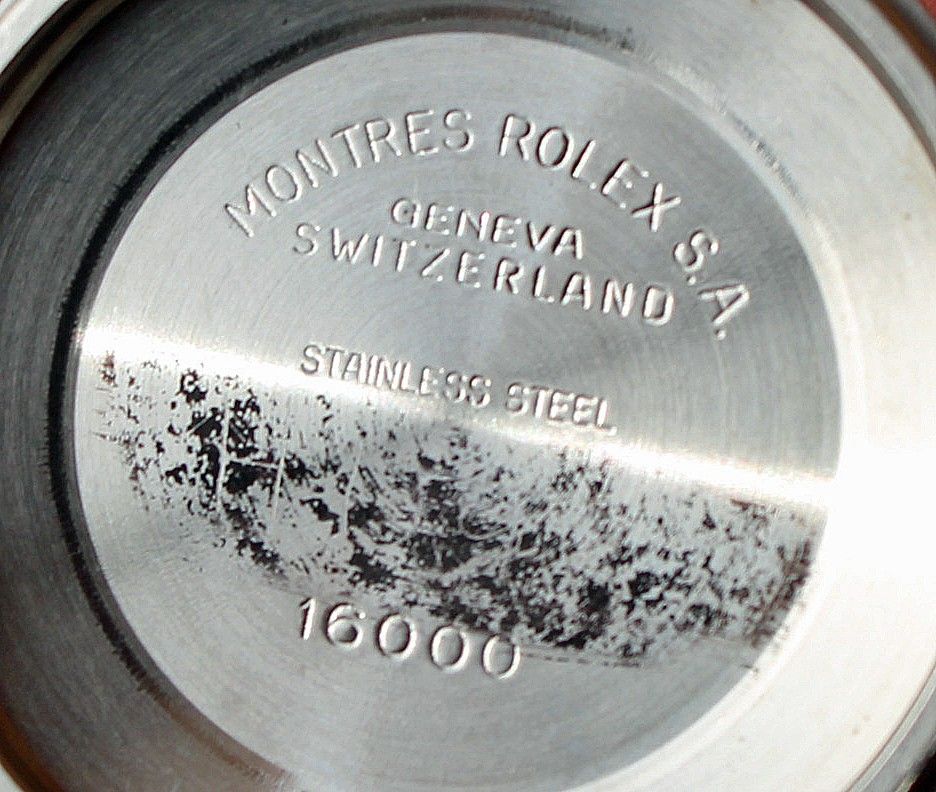 MONTRES ROLEX S.A.
GENEVA
SWITZERLAND
STAINLESS STEEL
16000